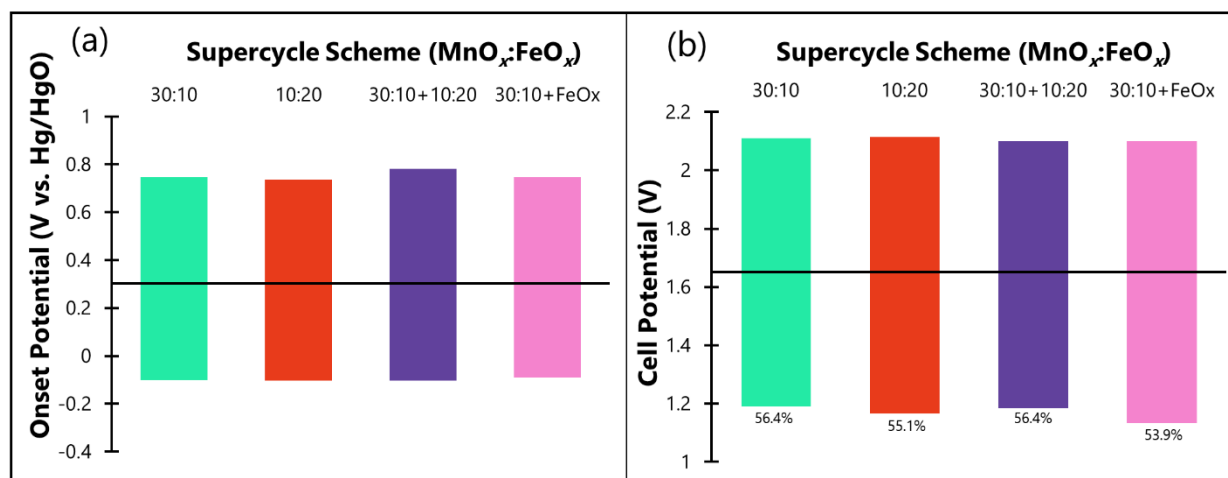 (a)
Supercycle Scheme (MnOₓ:FeOₓ)
30:10 10:20 30:10+10:20 30:10+FeOx
Onset Potential (V vs. Hg/HgO)
1
0.8
0.6
0.4
0.2
0
-0.2
-0.4
(b)
Supercycle Scheme (MnOₓ:FeOₓ)
30:10 10:20 30:10+10:20 30:10+FeOx
Cell Potential (V)
2.2
2
1.8
1.6
1.4
1.2
1
56.4% 55.1% 56.4% 53.9%